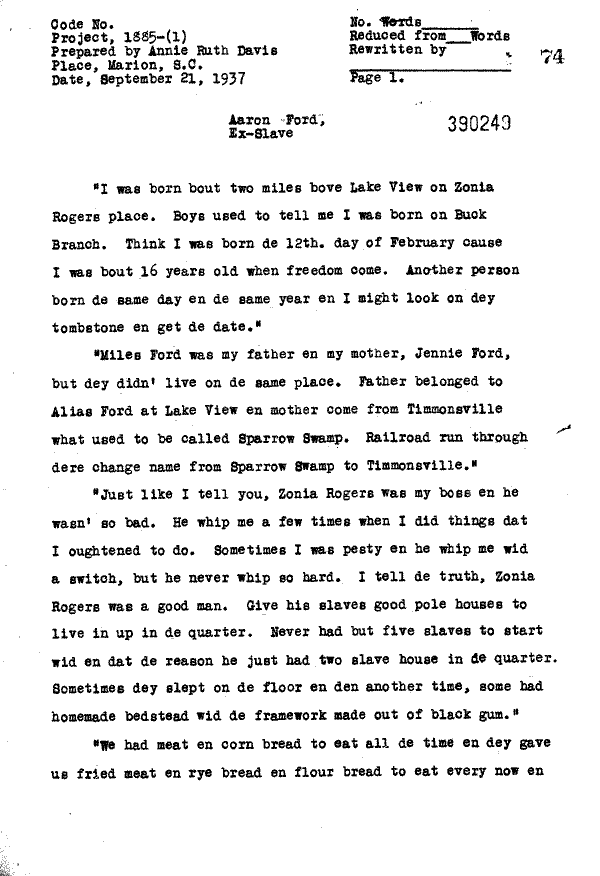 Code No.
Project, 1885-(1)
Prepared by Annie Ruth Davis
Place, Marion, S.C.
Date, September 21, 1937
No. Words
Reduced from Words
Rewritten by
Page 1.
74
Aaron Ford,
Ex-Slave
390249
"I was born bout two miles bove Lake View on Zonia
Rogers place. Boys used to tell me I was born on Buck
Branch. Think I was born de 12th. day of February cause
I was bout 16 years old when freedom come. Another person
born de same day en de same year en I might look on dey
tombstone en get de date."
"Miles Ford was my father en my mother, Jennie Ford,
but dey didn' live on de same place. Father belonged to
Alias Ford at Lake View en mother come from Timmonsville
what used to be called Sparrow Swamp. Railroad run through
dere change name from Sparrow Swamp to Timmonsville."
"Just like I tell you, Zonia Rogers was my boss en he
wasn' so bad. He whip me a few times when I did things dat
I oughtened to do. Sometimes I was pesty en he whip me wid
a switch, but he never whip so hard. I tell de truth, Zonia
Rogers was a good man. Give his slaves good pole houses to
live in up in de quarter. Never had but five slaves to start
wid en dat de reason he just had two slave house in de quarter.
Sometimes dey slept on de floor en den another time, some had
homemade bedstead wid de framework made out of black gum."
"We had meat en corn bread to eat all de time en dey gave
us fried meat en rye bread en flour bread to eat every now en